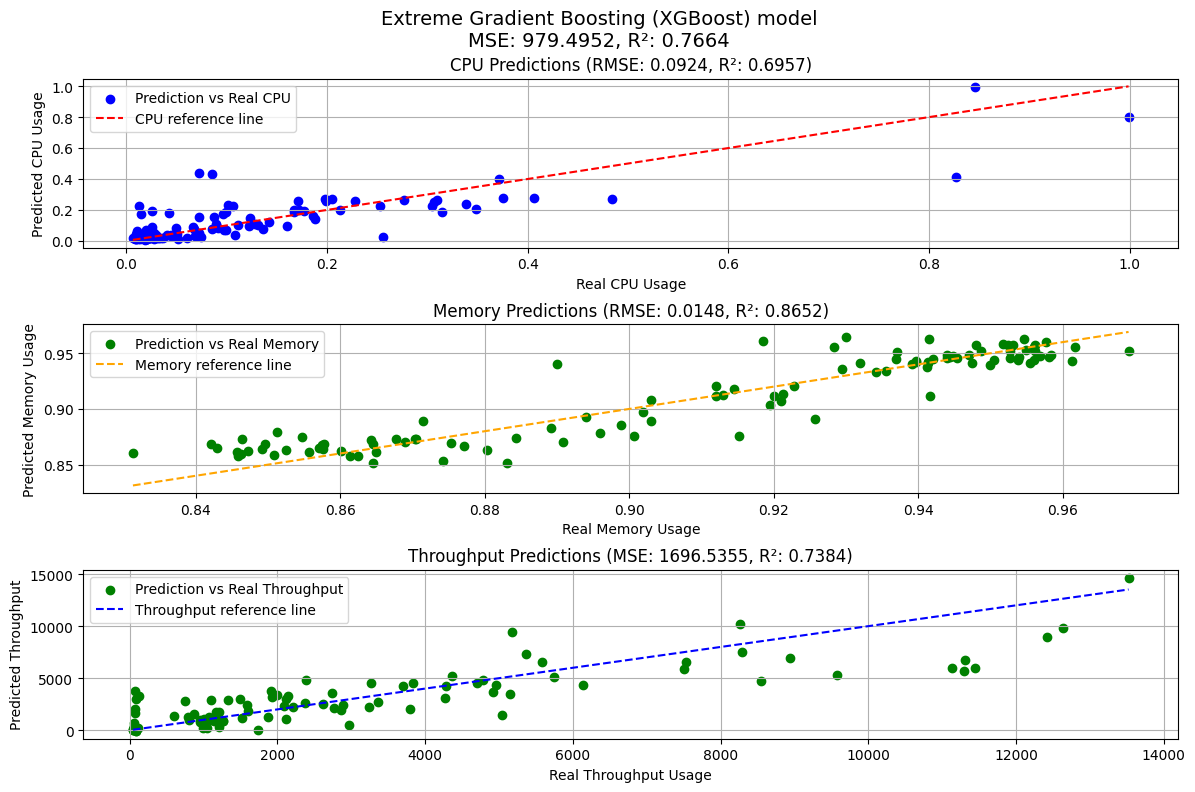 Extreme Gradient Boosting (XGBoost) model
MSE: 979.4952, R²: 0.7664
CPU Predictions (RMSE: 0.0924, R²: 0.6957)
Prediction vs Real CPU
CPU reference line
Predicted CPU Usage
1.0
0.8
0.6
0.4
0.2
0.0
0.0 0.2 0.4 0.6 0.8 1.0
Real CPU Usage
Memory Predictions (RMSE: 0.0148, R²: 0.8652)
Prediction vs Real Memory
Memory reference line
Predicted Memory Usage
0.95
0.90
0.85
0.84 0.86 0.88 0.90 0.92 0.94 0.96
Real Memory Usage
Throughput Predictions (MSE: 1696.5355, R²: 0.7384)
Prediction vs Real Throughput
Throughput reference line
Predicted Throughput
15000
10000
5000
0
0 2000 4000 6000 8000 10000 12000 14000
Real Throughput Usage